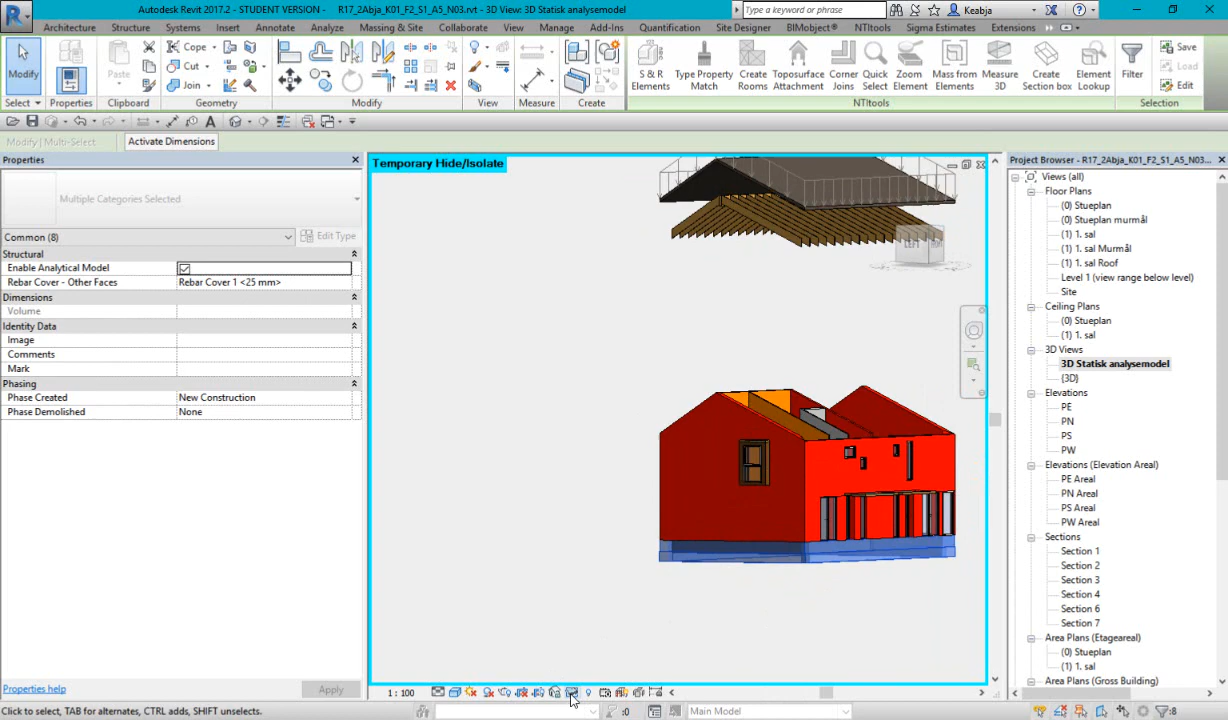 Autodesk Revit 2017.2 - STUDENT VERSION - R17_2Abja_K01_F2_S1_A5_N03.rvt - 3D View: 3D Statisk analysemodel
Type a keyword or phrase
Keabja
Architecture Structure Systems Insert Annotate Analyze Massing & Site Collaborate View Manage Add-Ins Quantification Site Designer BIMobject® NTItools Sigma Estimates Extensions
Modify
Paste
Cope
Cut
Join
S & R Elements
Type Property Match
Create Rooms
Toposurface Attachment
Corner Joins
Quick Select
Zoom Element
Mass from Elements
Measure 3D
Create Section box
Element Lookup
Filter
Save
Load
Edit
Select Properties Clipboard Geometry Modify View Measure Create NTItools Selection
Modify | Multi-Select
Activate Dimensions
Properties
Multiple Categories Selected
Common (8)
Edit Type
Structural
Enable Analytical Model
Rebar Cover - Other Faces Rebar Cover 1 <25 mm>
Dimensions
Volume
Identity Data
Image
Comments
Mark
Phasing
Phase Created New Construction
Phase Demolished None
Properties help
Apply
Temporary Hide/Isolate
LEFT
1 : 100
Project Browser - R17_2Abja_K01_F2_S1_A5_N03...
Views (all)
Floor Plans
(0) Stueplan
(0) Stueplan murmål
(1) 1. sal
(1) 1. sal Murmål
(1) 1. sal Roof
Level 1 (view range below level)
Site
Ceiling Plans
(0) Stueplan
(1) 1. sal
3D Views
3D Statisk analysemodel
{3D}
Elevations
PE
PN
PS
PW
Elevations (Elevation Areal)
PE Areal
PN Areal
PS Areal
PW Areal
Sections
Section 1
Section 2
Section 3
Section 4
Section 6
Section 7
Area Plans (Etageareal)
(0) Stueplan
(1) 1. sal
Area Plans (Gross Building)
Click to select, TAB for alternates, CTRL adds, SHIFT unselects.
:0
Main Model
:8